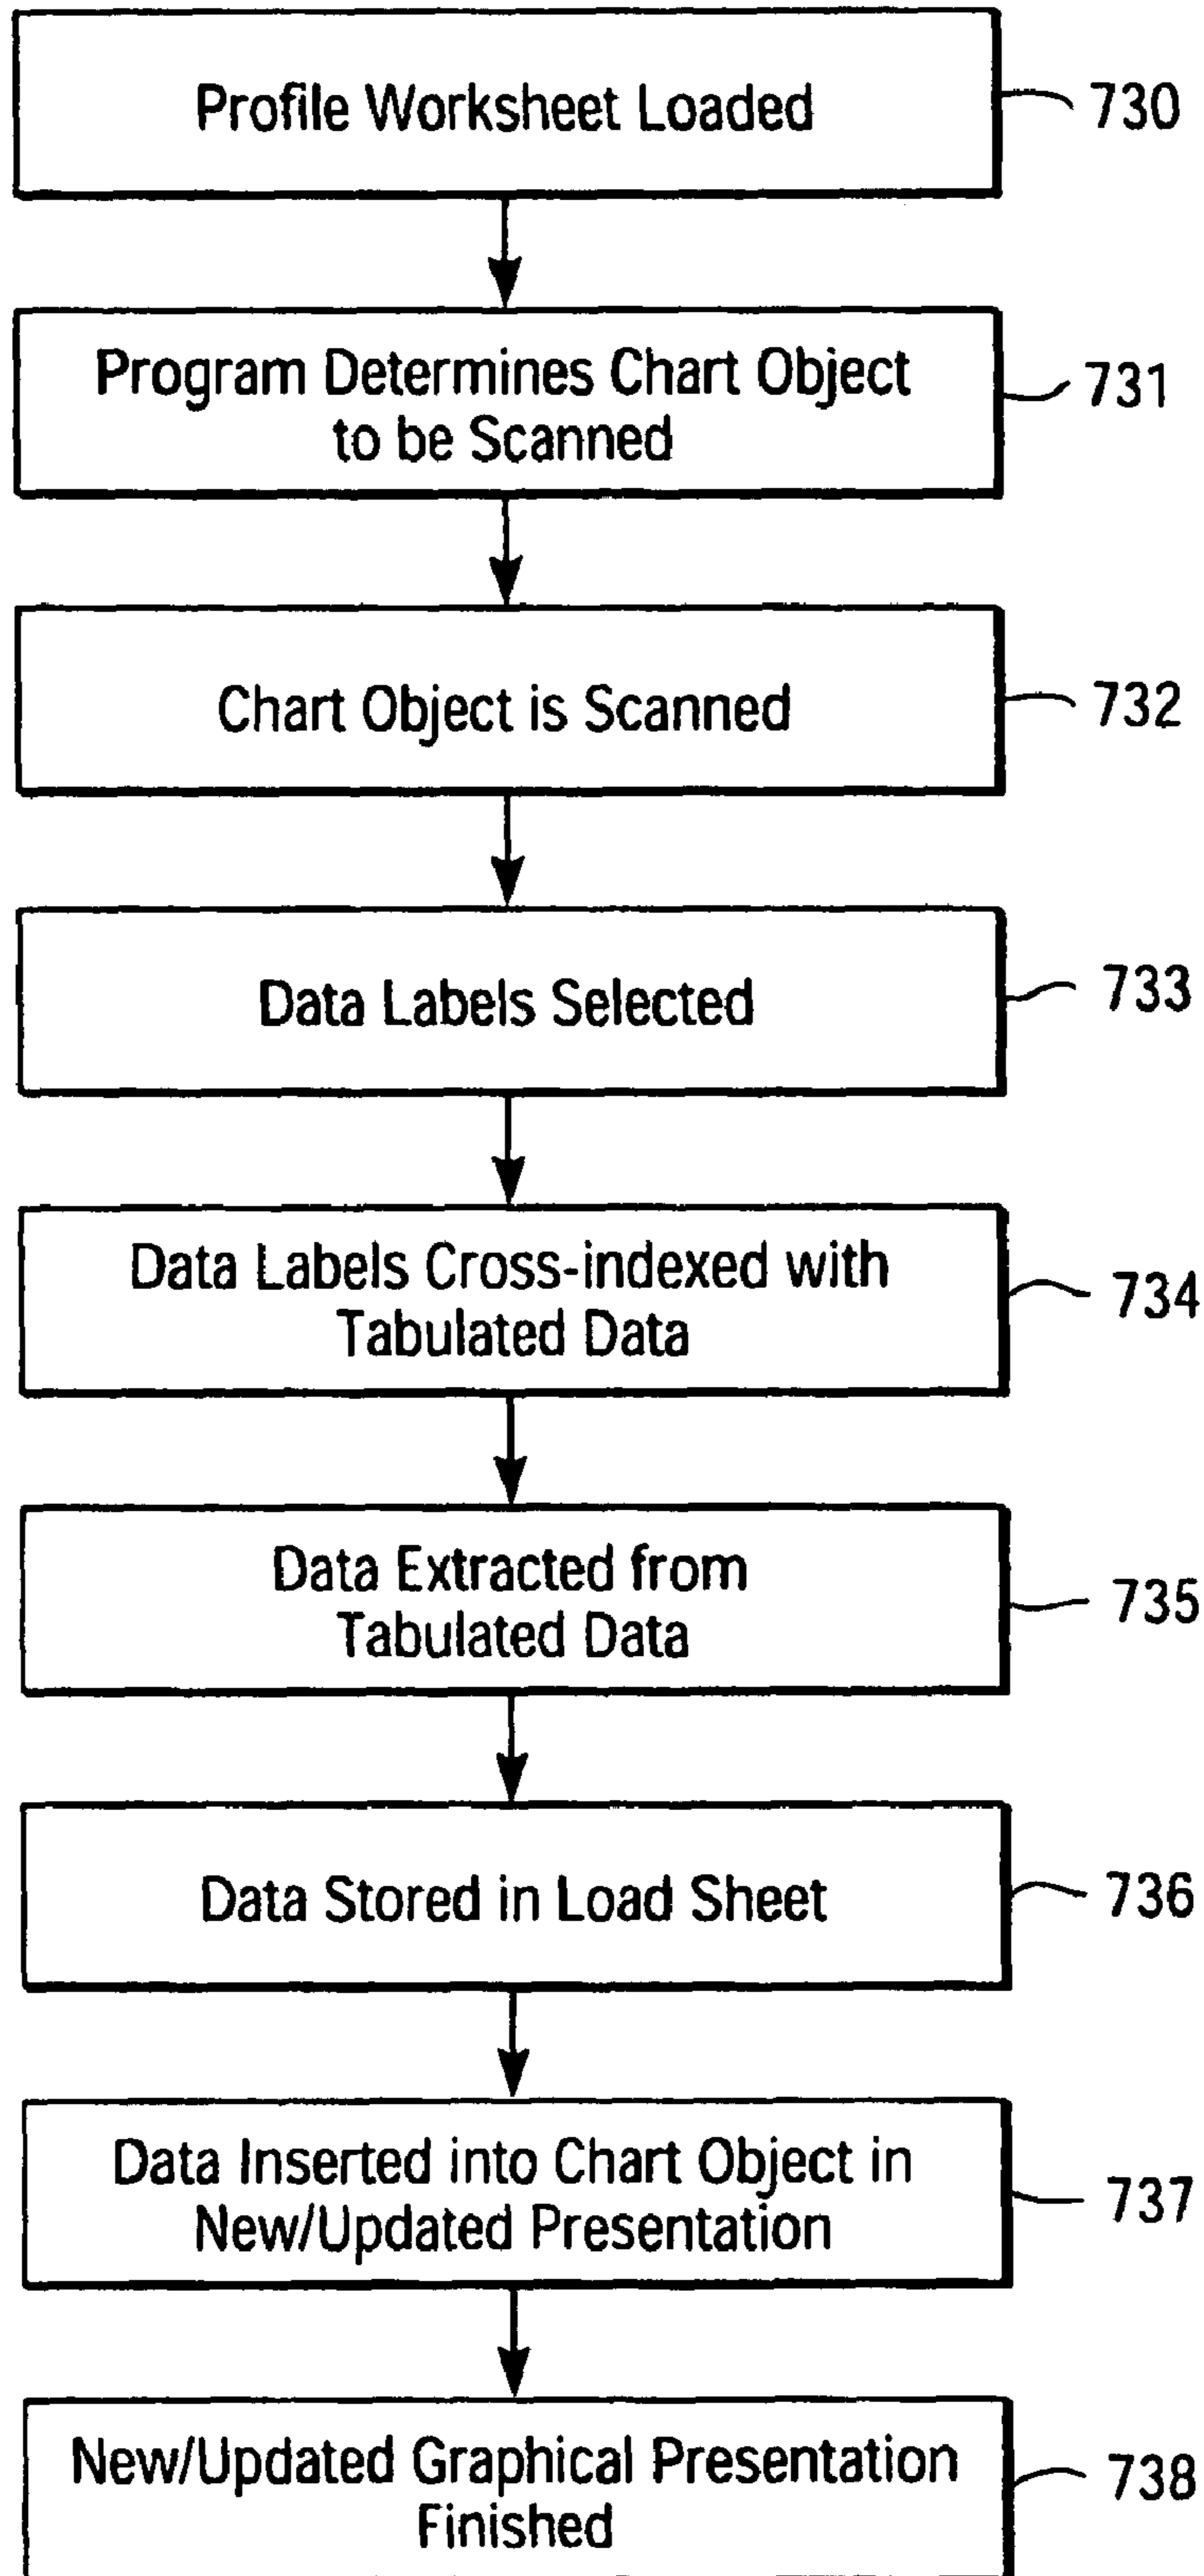 Profile Worksheet Loaded
730
Program Determines Chart Object
to be Scanned
731
Chart Object is Scanned
732
Data Labels Selected
733
Data Labels Cross-indexed with
Tabulated Data
734
Data Extracted from
Tabulated Data
735
Data Stored in Load Sheet
736
Data Inserted into Chart Object in
New/Updated Presentation
737
New/Updated Graphical Presentation
Finished
738